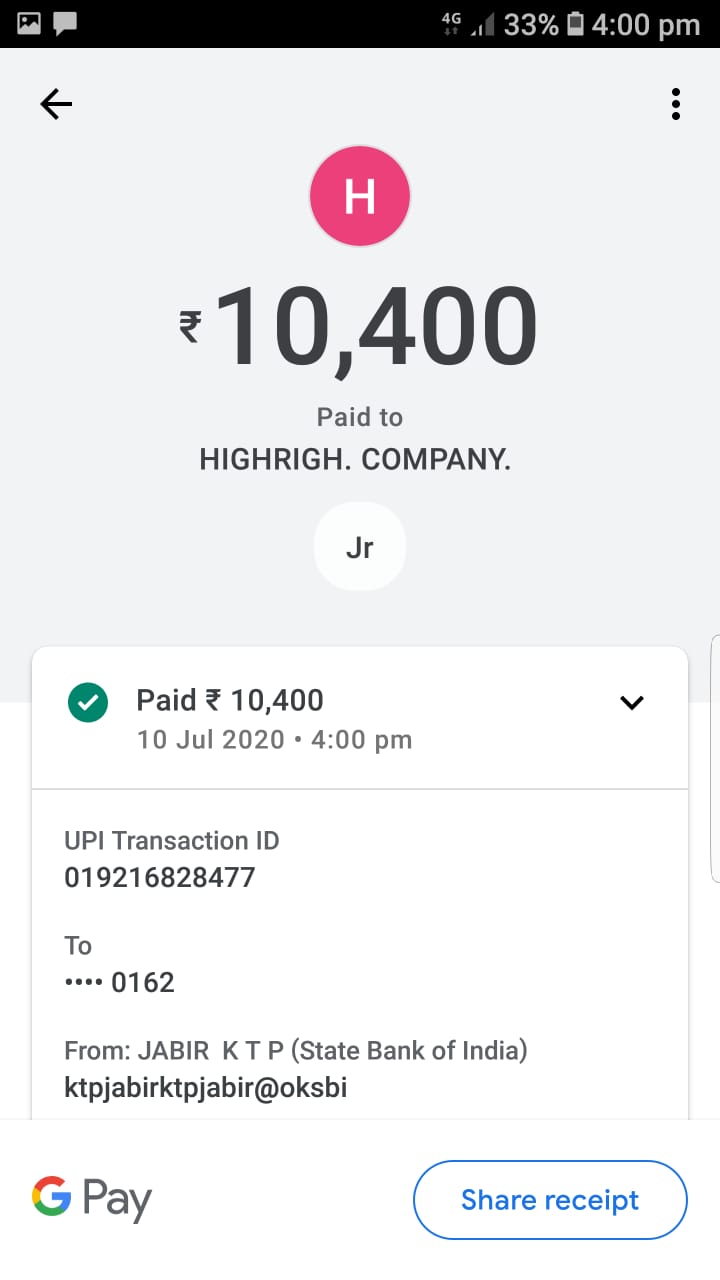 4G 33% 4:00 pm
H
₹10,400
Paid to
HIGHRIGH. COMPANY.
Jr
Paid ₹ 10,400
10 Jul 2020 • 4:00 pm
UPI Transaction ID
019216828477
To
•••• 0162
From: JABIR K T P (State Bank of India)
ktpjabirktpjabir@oksbi
G Pay
Share receipt